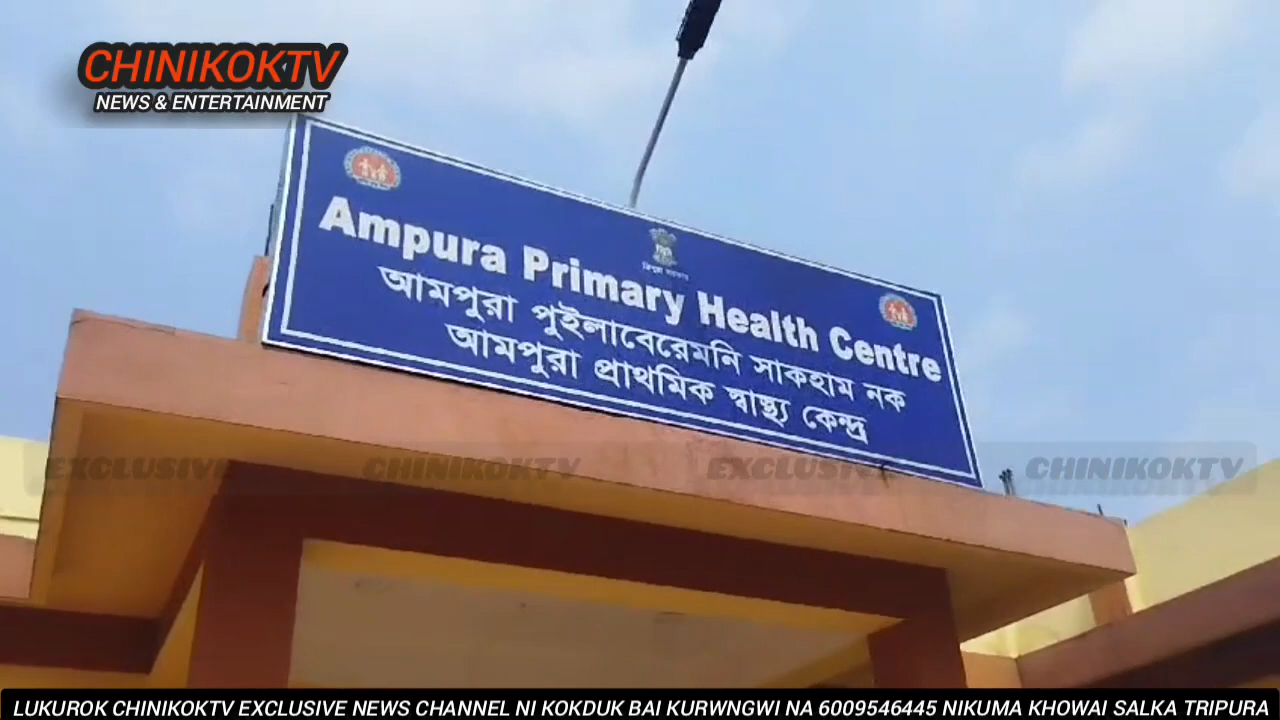 CHINIKOKTV
NEWS & ENTERTAINMENT
ত্রিপুরা সরকার
Ampura Primary Health Centre
আমপুরা পুইলাবেরেমনি সাকহাম নক
আমপুরা প্রাথমিক স্বাস্থ্য কেন্দ্র
EXCLUSIVE CHINIKOKTV EXCLUSIVE CHINIKOKTV
LUKUROK CHINIKOKTV EXCLUSIVE NEWS CHANNEL NI KOKDUK BAI KURWNGWI NA 6009546445 NIKUMA KHOWAI SALKA TRIPURA